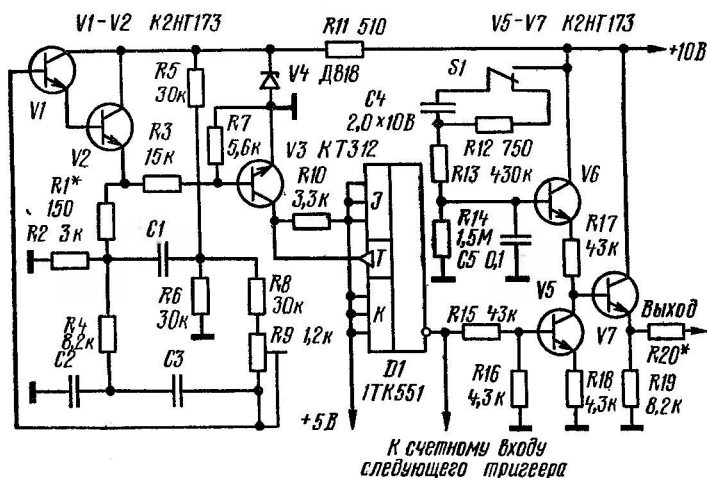 V1-V2 К2НТ173
R11 510
V5-V7 К2НТ173
+10В
R5
30к
V4
Д818
S1
C4
2,0×10В
V1
V2
R3
15к
R7
5,6к
V3 КТ312
R12 750
R13 430к
V6
R1*
150
R10
3,3к
J
R14
1,5М
C5 0,1
R17
43к
R2 3к
C1
T
R8
30к
R6
30к
V5
Выход
R4
8,2к
R9 1,2к
K
R15 43к
V7
R20*
C2
C3
D1
1ТК551
R16
4,3к
R18
4,3к
R19
8,2к
+5В
К счетному входу
следующего тригеера